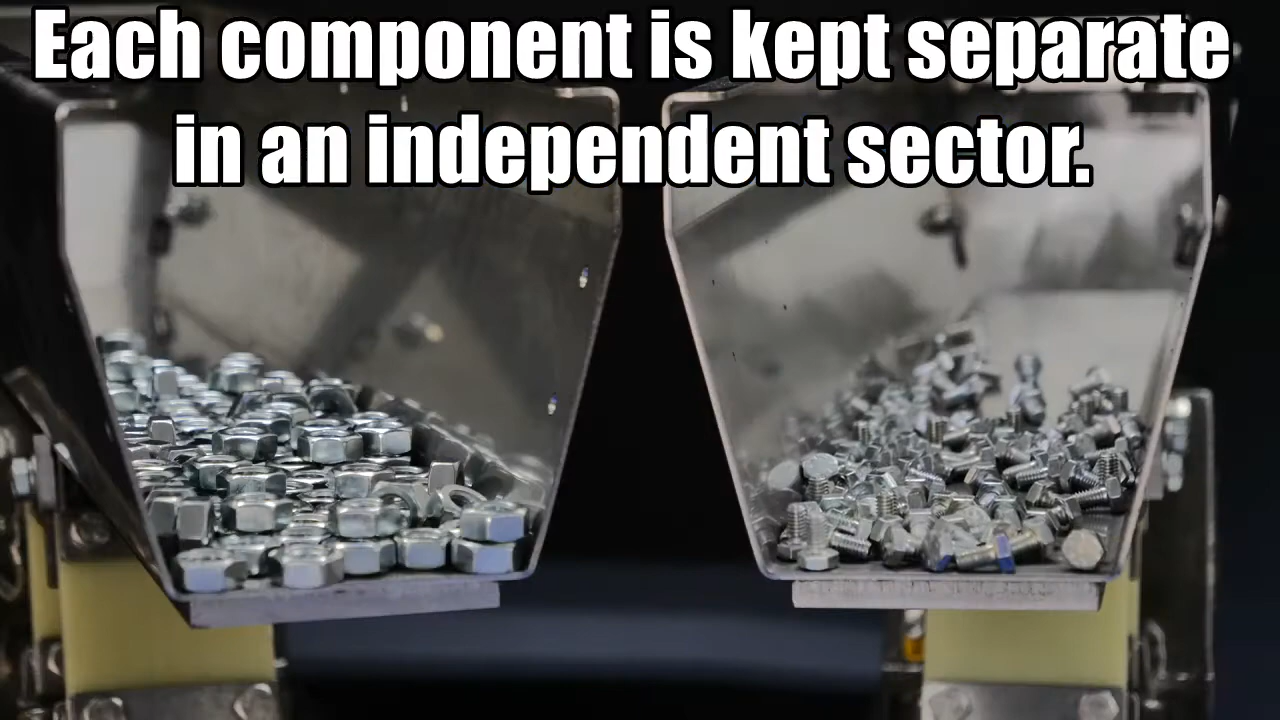 Each component is kept separate
in an independent sector.